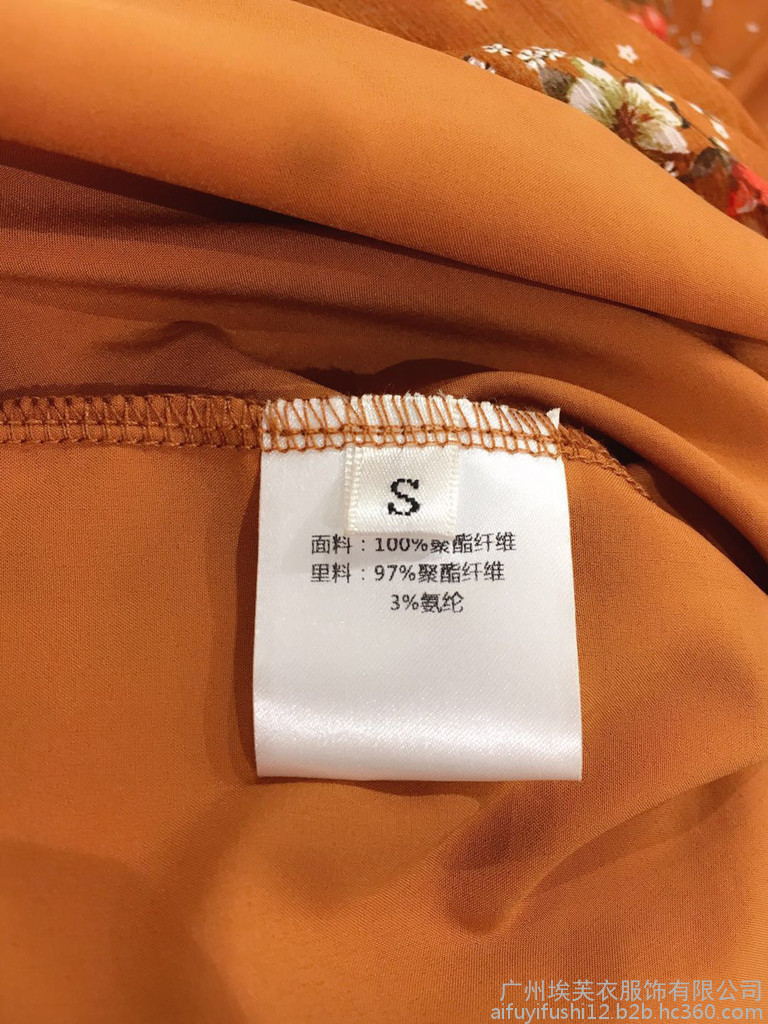 S
面料：100%聚酯纤维
里料：97%聚酯纤维
3%氨纶
广州埃芙衣服饰有限公司
aifuyifushi12.b2b.hc360.com